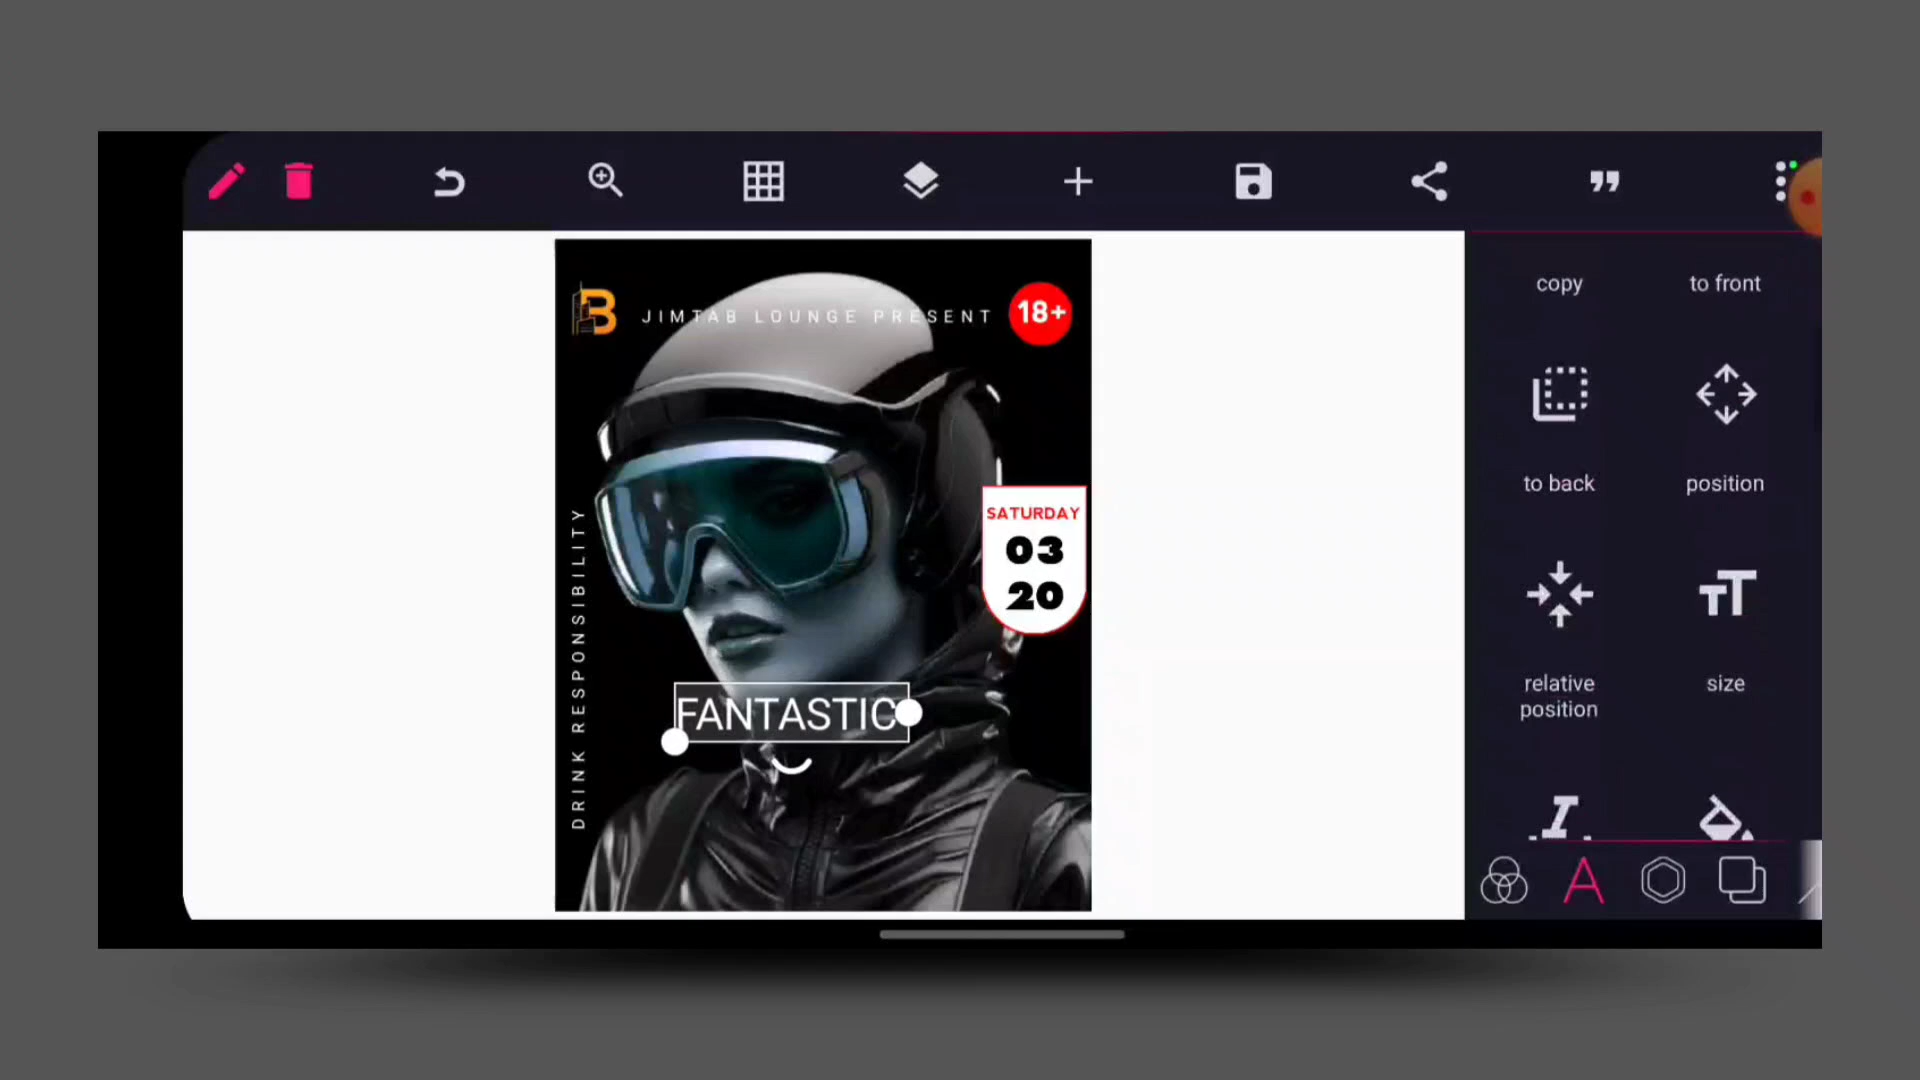 B
JIMTAB LOUNGE PRESENT
18+
SATURDAY
03
20
DRINK RESPONSIBILITY
FANTASTIC
copy
to front
to back
position
relative
position
size